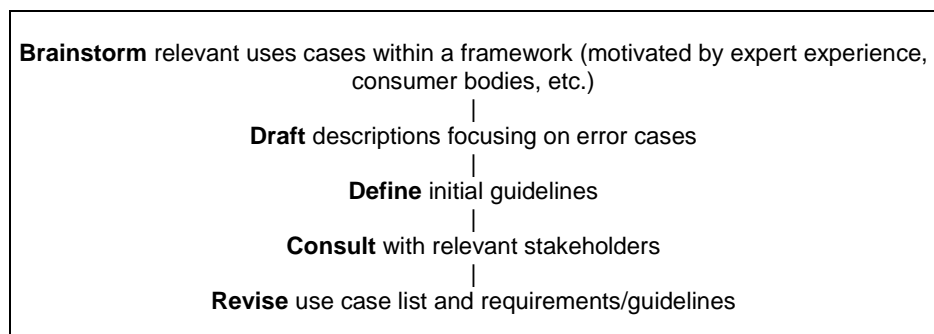 Brainstorm relevant uses cases within a framework (motivated by expert experience,
consumer bodies, etc.)
|
Draft descriptions focusing on error cases
|
Define initial guidelines
|
Consult with relevant stakeholders
|
Revise use case list and requirements/guidelines